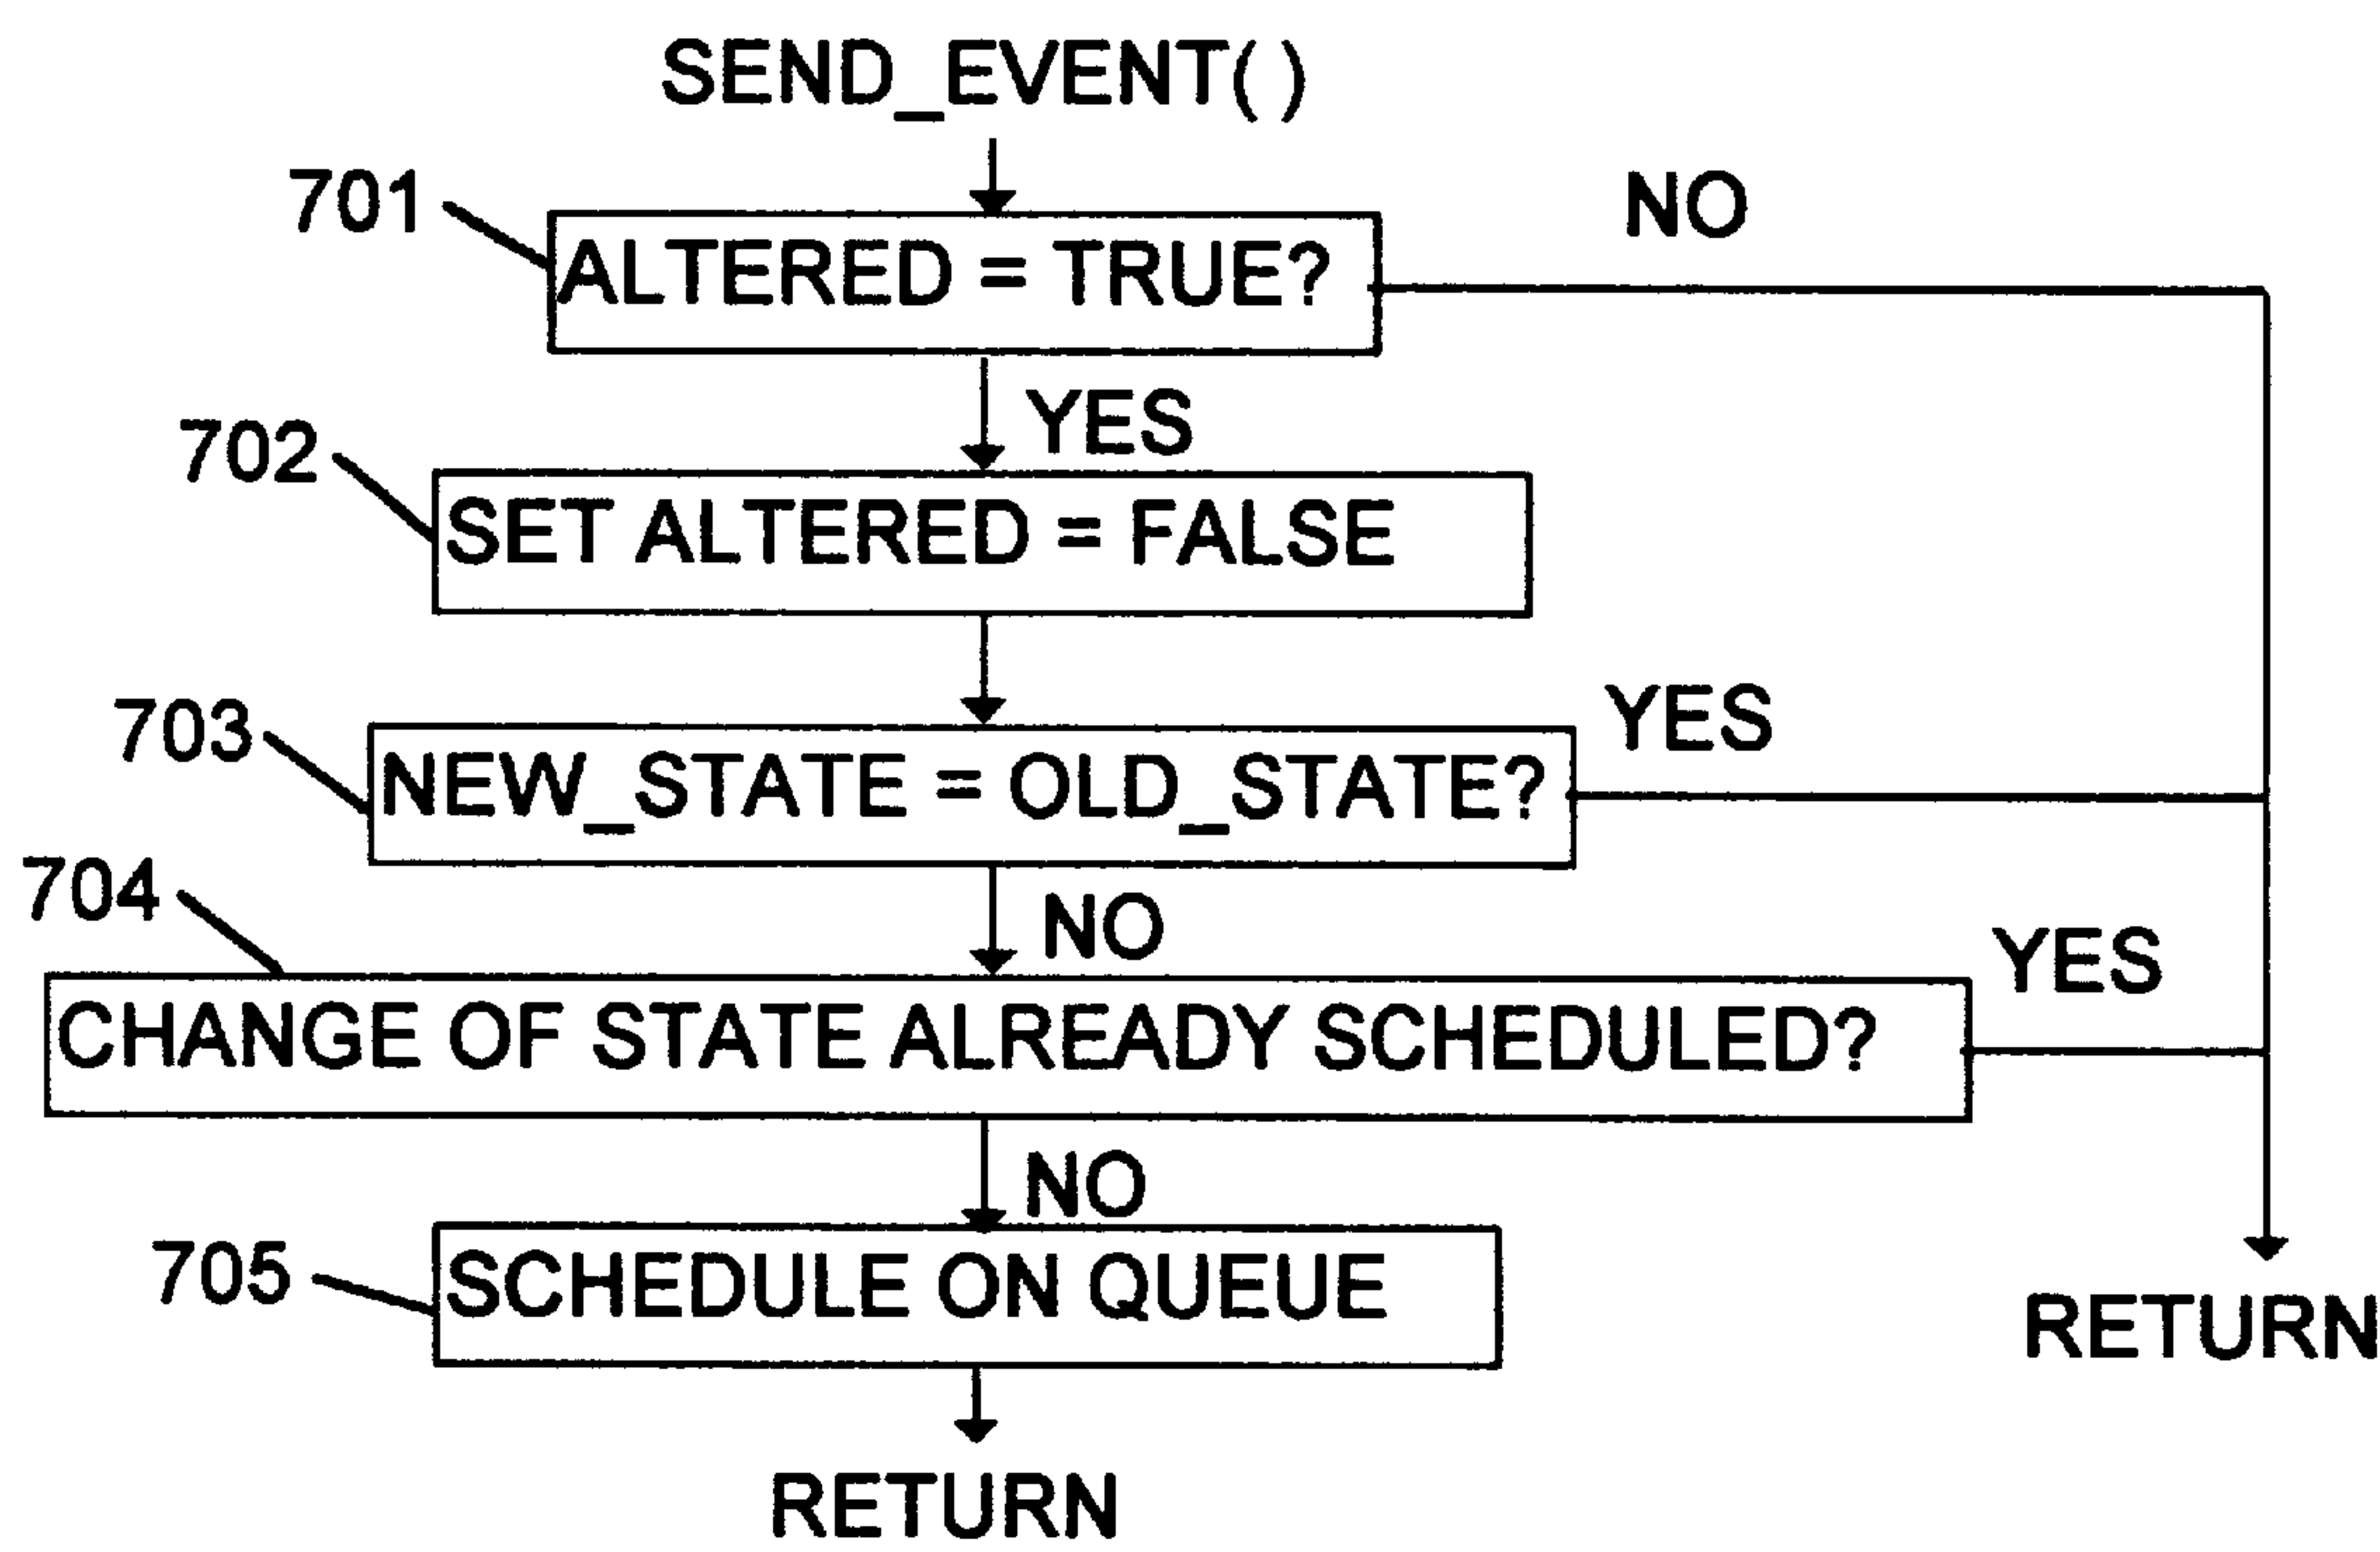 SEND_EVENT( )
701
NO
ALTERED = TRUE?
YES
702
SET ALTERED = FALSE
703
YES
NEW_STATE = OLD_STATE?
704
NO
YES
CHANGE OF STATE ALREADY SCHEDULED?
NO
705
SCHEDULE ON QUEUE
RETURN
RETURN